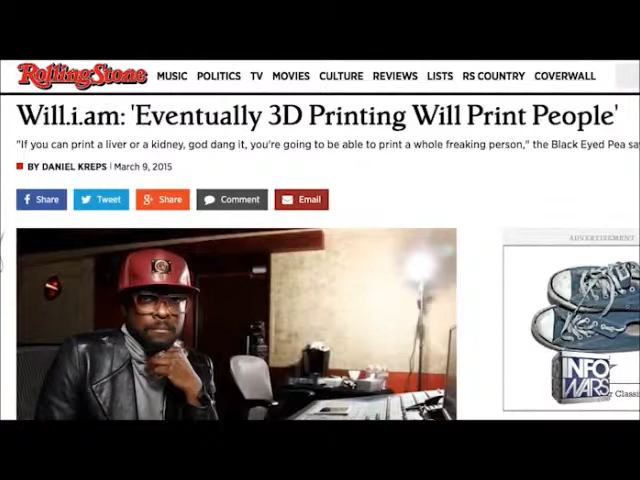 RollingStone MUSIC POLITICS TV MOVIES CULTURE REVIEWS LISTS RS COUNTRY COVERWALL
Will.i.am: 'Eventually 3D Printing Will Print People'
"If you can print a liver or a kidney, god dang it, you're going to be able to print a whole freaking person," the Black Eyed Pea sa
BY DANIEL KREPS | March 9, 2015
Share Tweet Share Comment Email
ADVERTISEMENT
INFO
WARS
Classi